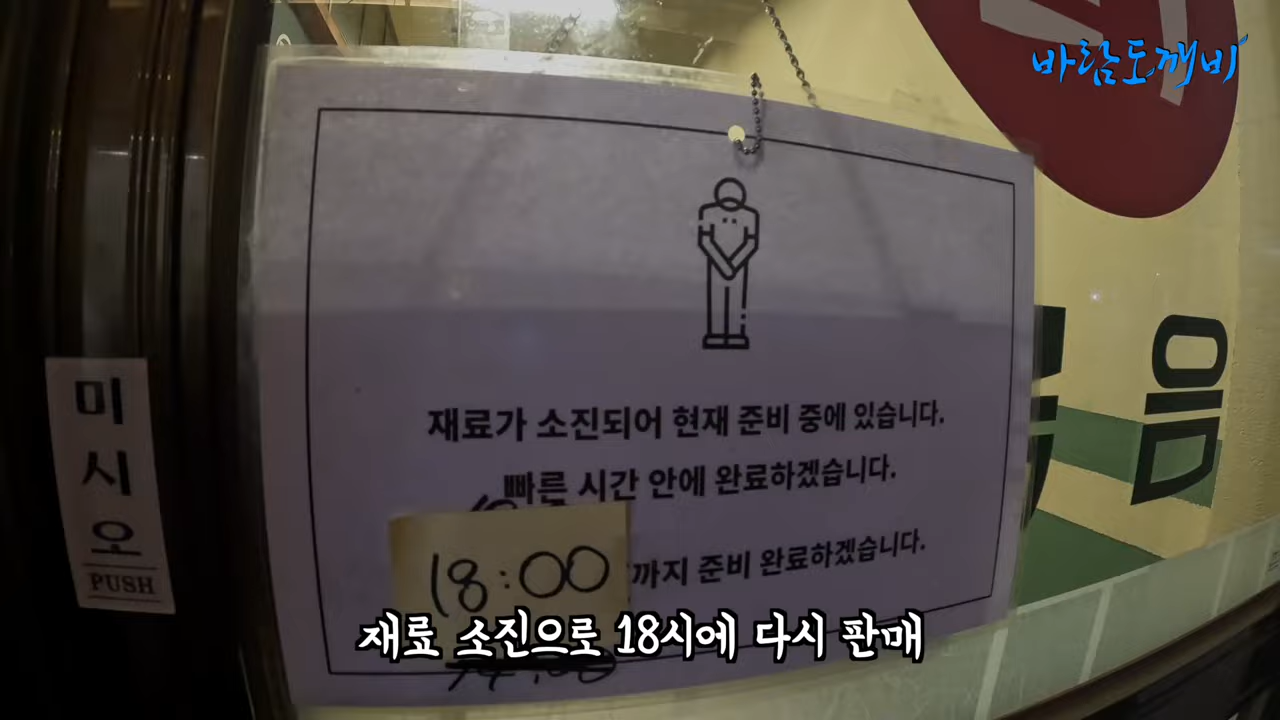 바람도깨비
재료가 소진되어 현재 준비 중에 있습니다.
빠른 시간 안에 완료하겠습니다.
18:00 까지 준비 완료하겠습니다.
미시오
PUSH
음
재료 소진으로 18시에 다시 판매